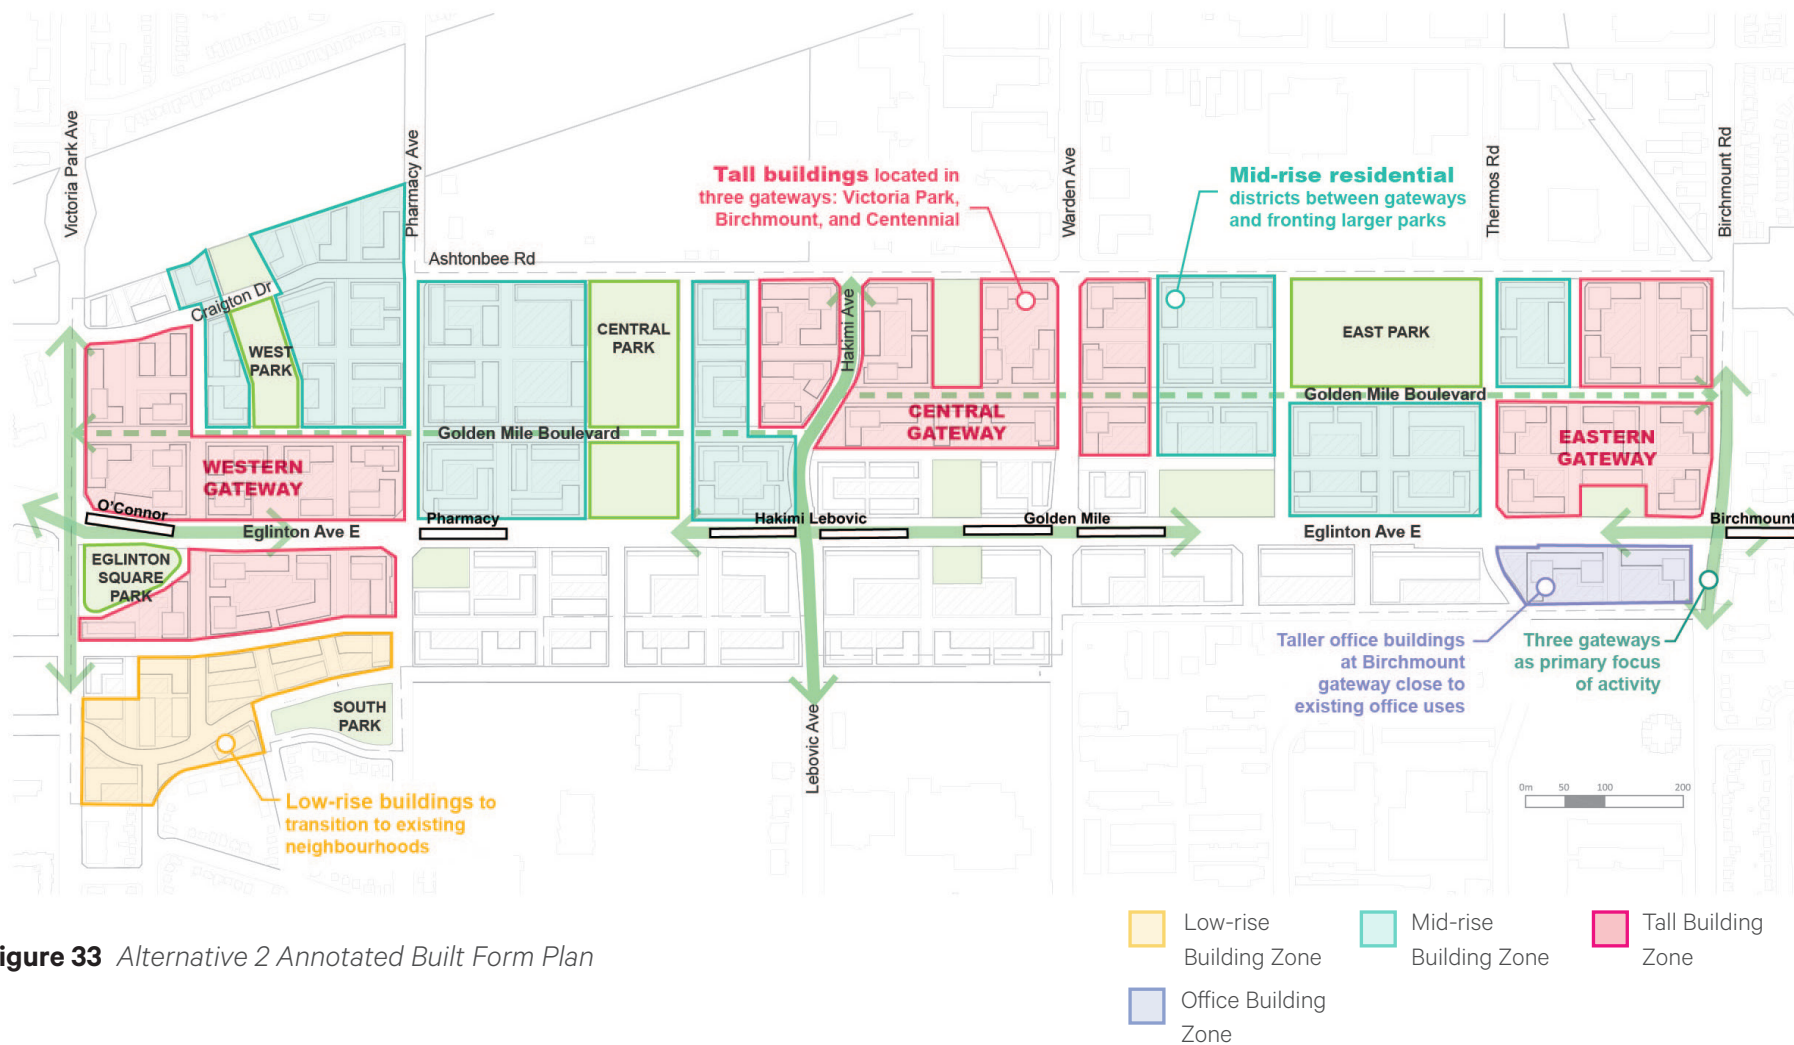 Victoria Park Ave
Pharmacy Ave
Warden Ave
Thermos Rd
Birchmount Rd
Tall buildings located in
three gateways: Victoria Park,
Birchmount, and Centennial
Mid-rise residential
districts between gateways
and fronting larger parks
Ashtonbee Rd
Craigton Dr
Hakimi Ave
WEST
PARK
CENTRAL
PARK
EAST PARK
Golden Mile Boulevard
Golden Mile Boulevard
CENTRAL
GATEWAY
WESTERN
GATEWAY
EASTERN
GATEWAY
O'Connor
Eglinton Ave E
Pharmacy
Hakimi Lebovic
Golden Mile
Eglinton Ave E
Birchmount
EGLINTON
SQUARE
PARK
SOUTH
PARK
Lebovic Ave
Taller office buildings
at Birchmount
gateway close to
existing office uses
Three gateways
as primary focus
of activity
Low-rise buildings to
transition to existing
neighbourhoods
0m 50 100 200
igure 33 Alternative 2 Annotated Built Form Plan
Low-rise
Building Zone
Mid-rise
Building Zone
Tall Building
Zone
Office Building
Zone